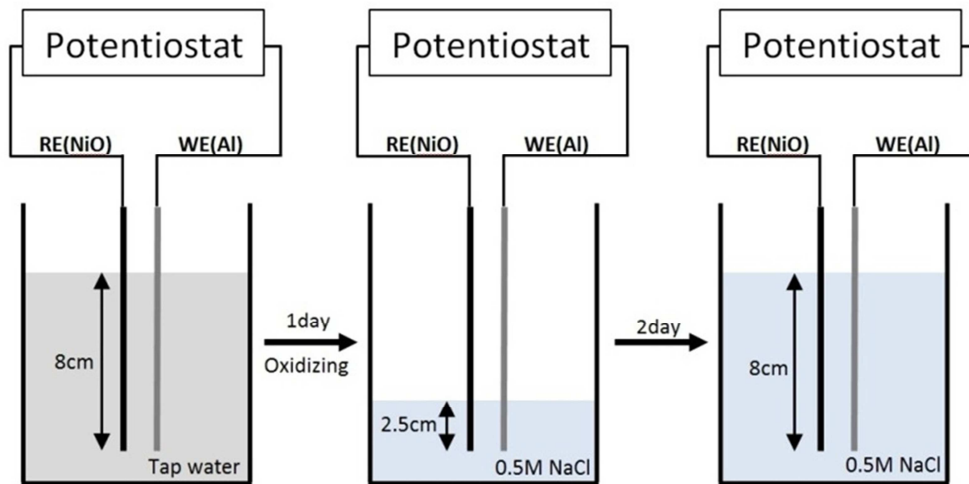 Potentiostat
RE(NiO) WE(Al)
8cm
Tap water
1day
Oxidizing
Potentiostat
RE(NiO) WE(Al)
2.5cm
0.5M NaCl
2day
Potentiostat
RE(NiO) WE(Al)
8cm
0.5M NaCl